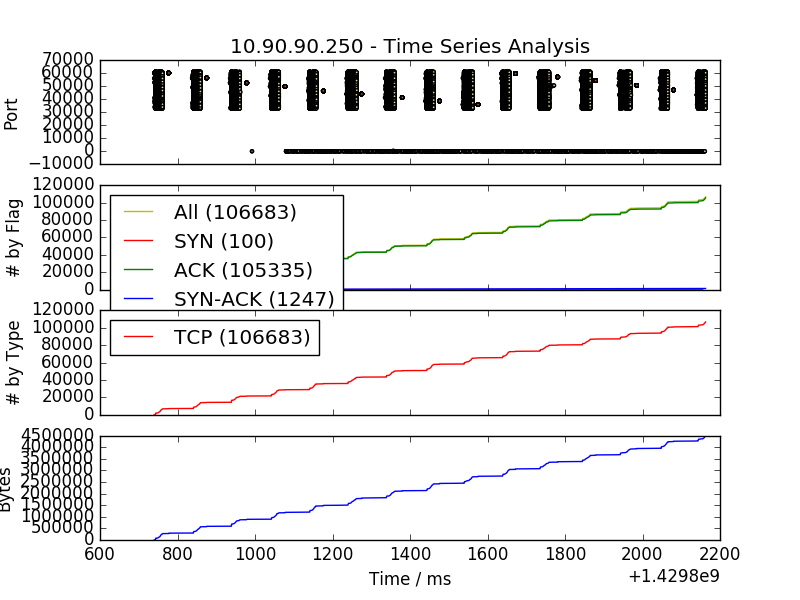 10.90.90.250 - Time Series Analysis
70000
60000
50000
40000
30000
20000
10000
0
−10000
Port
120000
100000
80000
60000
40000
20000
0
# by Flag
All (106683)
SYN (100)
ACK (105335)
SYN-ACK (1247)
120000
100000
80000
60000
40000
20000
0
# by Type
TCP (106683)
4500000
4000000
3500000
3000000
2500000
2000000
1500000
1000000
500000
0
Bytes
600 800 1000 1200 1400 1600 1800 2000 2200
Time / ms
+1.4298e9